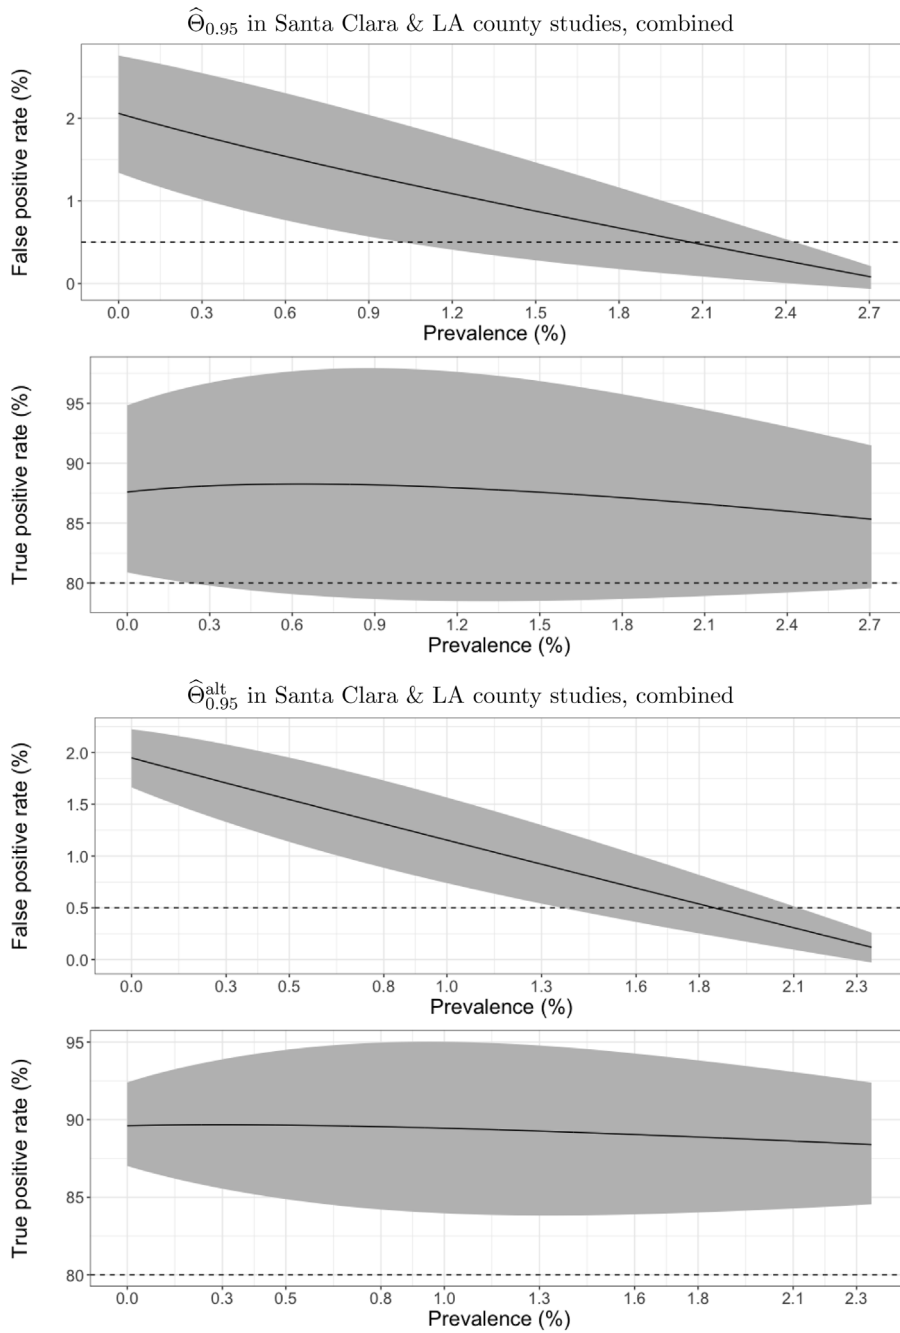 Θ̂₀.₉₅ in Santa Clara & LA county studies, combined
False positive rate (%)
2
1
0
0.0 0.3 0.6 0.9 1.2 1.5 1.8 2.1 2.4 2.7
Prevalence (%)
True positive rate (%)
95
90
85
80
0.0 0.3 0.6 0.9 1.2 1.5 1.8 2.1 2.4 2.7
Prevalence (%)
Θ̂ᵃˡᵗ₀.₉₅ in Santa Clara & LA county studies, combined
False positive rate (%)
2.0
1.5
1.0
0.5
0.0
0.0 0.3 0.5 0.8 1.0 1.3 1.6 1.8 2.1 2.3
Prevalence (%)
True positive rate (%)
95
90
85
80
0.0 0.3 0.5 0.8 1.0 1.3 1.6 1.8 2.1 2.3
Prevalence (%)